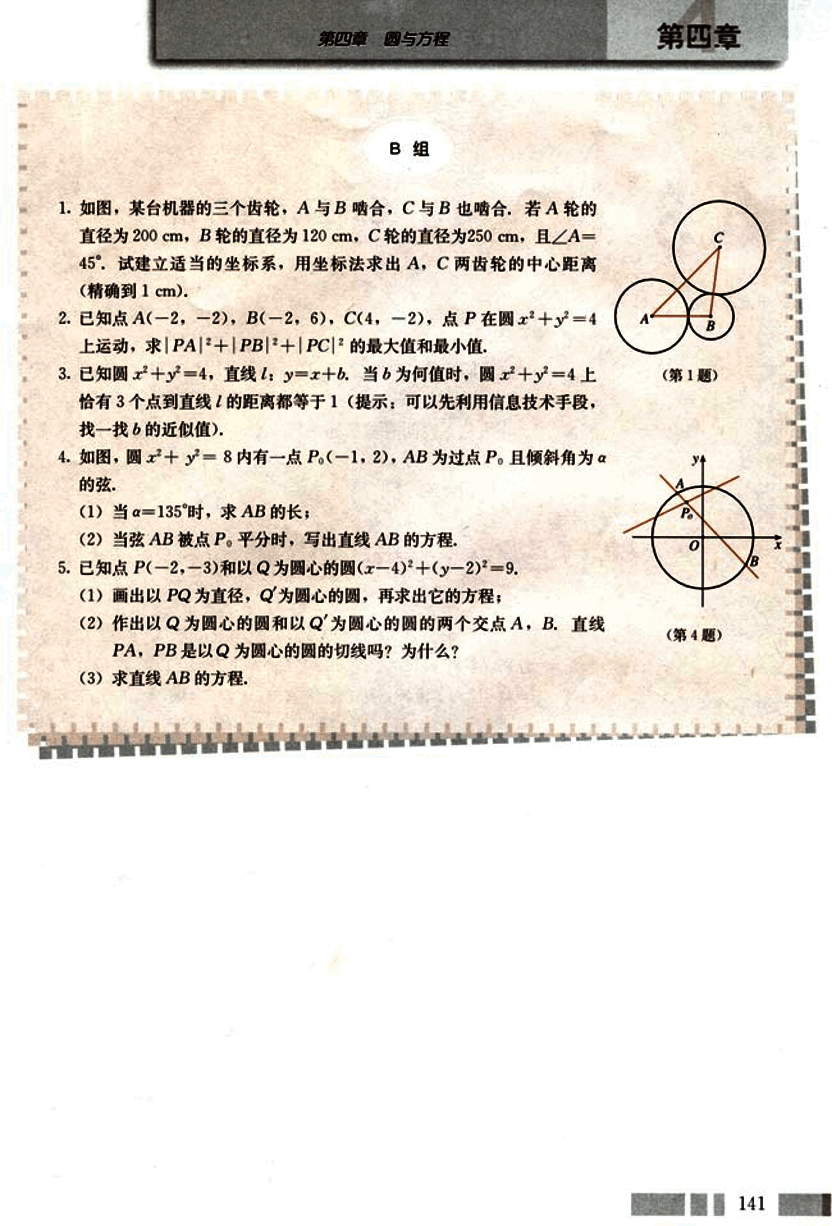 第四章 圆与方程
第四章
B 组
1. 如图，某台机器的三个齿轮，A 与 B 啮合，C 与 B 也啮合. 若 A 轮的
直径为 200 cm，B 轮的直径为 120 cm，C 轮的直径为250 cm，且∠A=
45°. 试建立适当的坐标系，用坐标法求出 A，C 两齿轮的中心距离
(精确到 1 cm).
C
A
B
(第 1 题)
2. 已知点 A(-2，-2)，B(-2，6)，C(4，-2)，点 P 在圆 x²+y²=4
上运动，求|PA|²+|PB|²+|PC|² 的最大值和最小值.
3. 已知圆 x²+y²=4，直线 l：y=x+b. 当 b 为何值时，圆 x²+y²=4 上
恰有 3 个点到直线 l 的距离都等于 1（提示：可以先利用信息技术手段，
找一找 b 的近似值）.
4. 如图，圆 x²+ y²= 8 内有一点 P₀(-1，2)，AB 为过点 P₀ 且倾斜角为 α
的弦.
(1) 当 α=135°时，求 AB 的长；
(2) 当弦 AB 被点 P₀ 平分时，写出直线 AB 的方程.
y
A
P₀
O
x
B
(第 4 题)
5. 已知点 P(-2，-3)和以 Q 为圆心的圆(x-4)²+(y-2)²=9.
(1) 画出以 PQ 为直径，Q′为圆心的圆，再求出它的方程；
(2) 作出以 Q 为圆心的圆和以 Q′为圆心的圆的两个交点 A，B. 直线
PA，PB 是以 Q 为圆心的圆的切线吗？为什么？
(3) 求直线 AB 的方程.
141